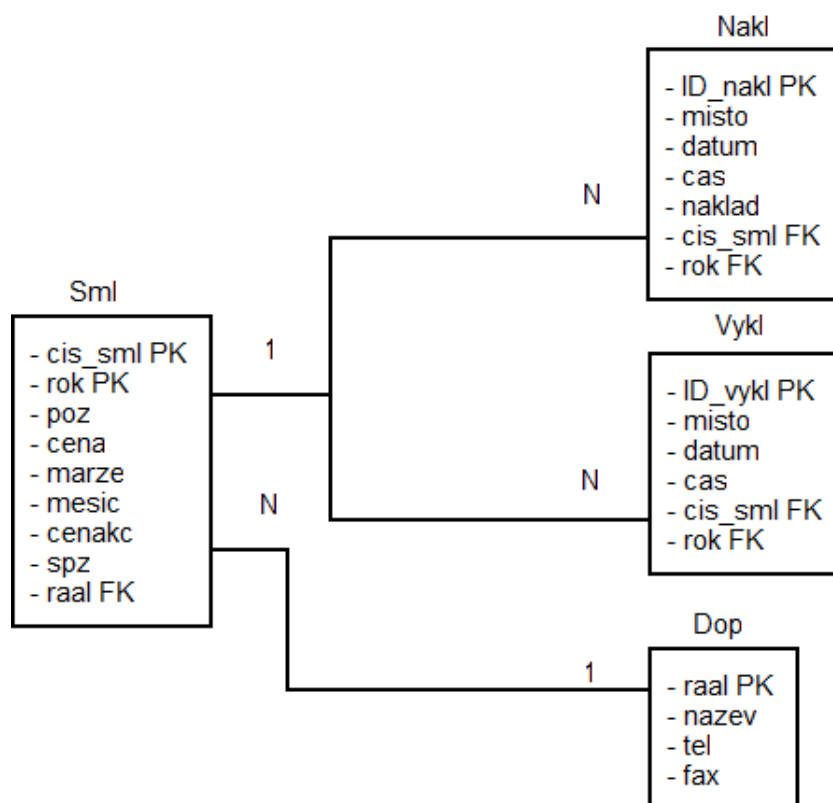 Nakl
- ID_nakl PK
- misto
- datum
- cas
- naklad
- cis_sml FK
- rok FK
N
Sml
- cis_sml PK
- rok PK
- poz
- cena
- marze
- mesic
- cenakc
- spz
- raal FK
1
N
Vykl
- ID_vykl PK
- misto
- datum
- cas
- cis_sml FK
- rok FK
N
Dop
- raal PK
- nazev
- tel
- fax
1